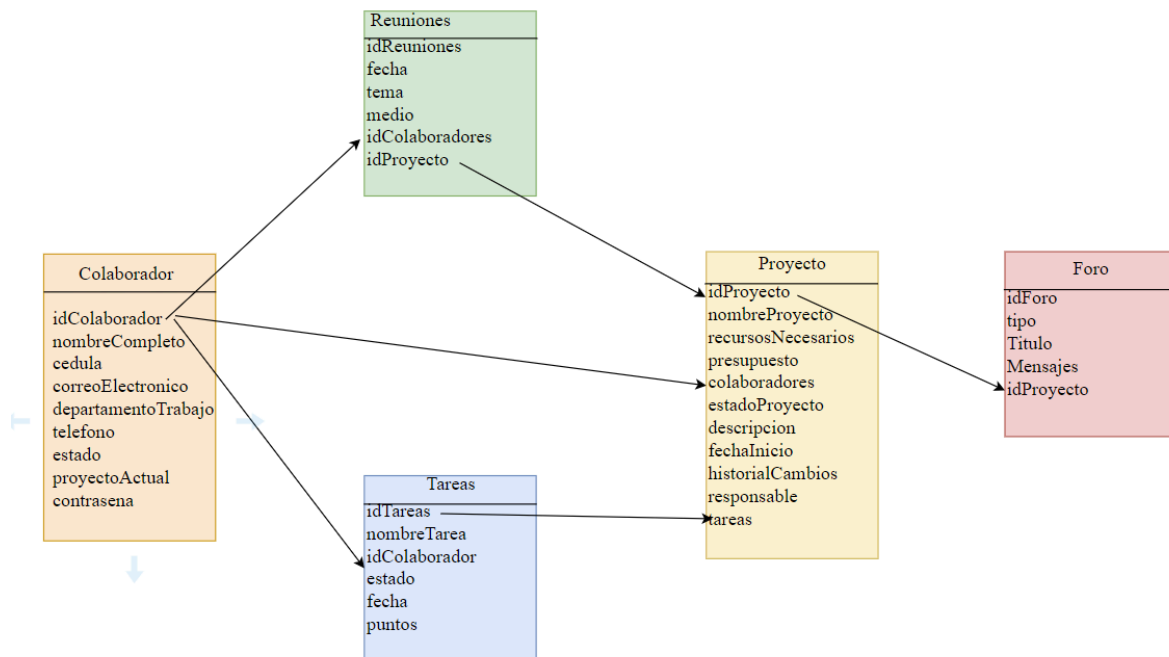 Reuniones
idReuniones
fecha
tema
medio
idColaboradores
idProyecto
Colaborador
idColaborador
nombreCompleto
cedula
correoElectronico
departamentoTrabajo
telefono
estado
proyectoActual
contrasena
Tareas
idTareas
nombreTarea
idColaborador
estado
fecha
puntos
Proyecto
idProyecto
nombreProyecto
recursosNecesarios
presupuesto
colaboradores
estadoProyecto
descripcion
fechaInicio
historialCambios
responsable
tareas
Foro
idForo
tipo
Titulo
Mensajes
idProyecto